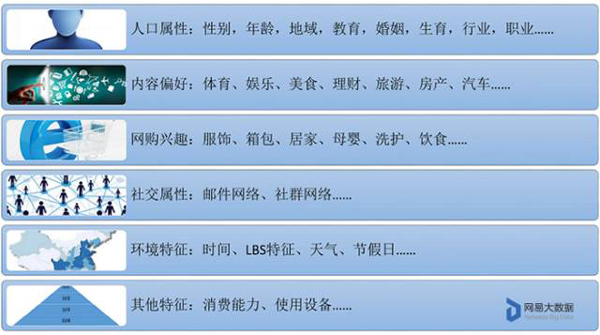 人口属性：性别，年龄，地域，教育，婚姻，生育，行业，职业......
内容偏好：体育、娱乐、美食、理财、旅游、房产、汽车......
网购兴趣：服饰、箱包、居家、母婴、洗护、饮食......
社交属性：邮件网络、社群网络......
环境特征：时间、LBS特征、天气、节假日......
其他特征：消费能力、使用设备......
网易大数据
Netease Big Data